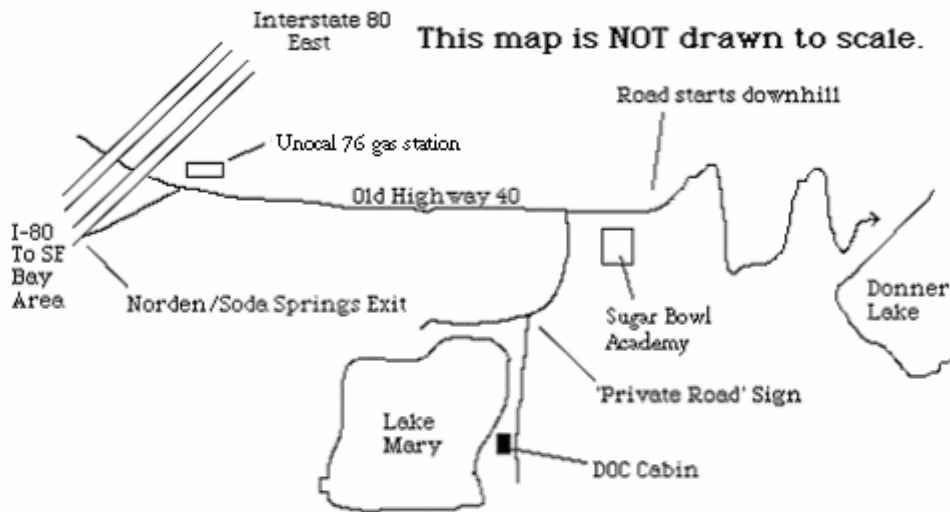 Interstate 80
East
This map is NOT drawn to scale.
Road starts downhill
Unocal 76 gas station
Old Highway 40
I-80
To SF
Bay
Area
Norden/Soda Springs Exit
Sugar Bowl
Academy
Donner
Lake
'Private Road' Sign
Lake
Mary
DOC Cabin